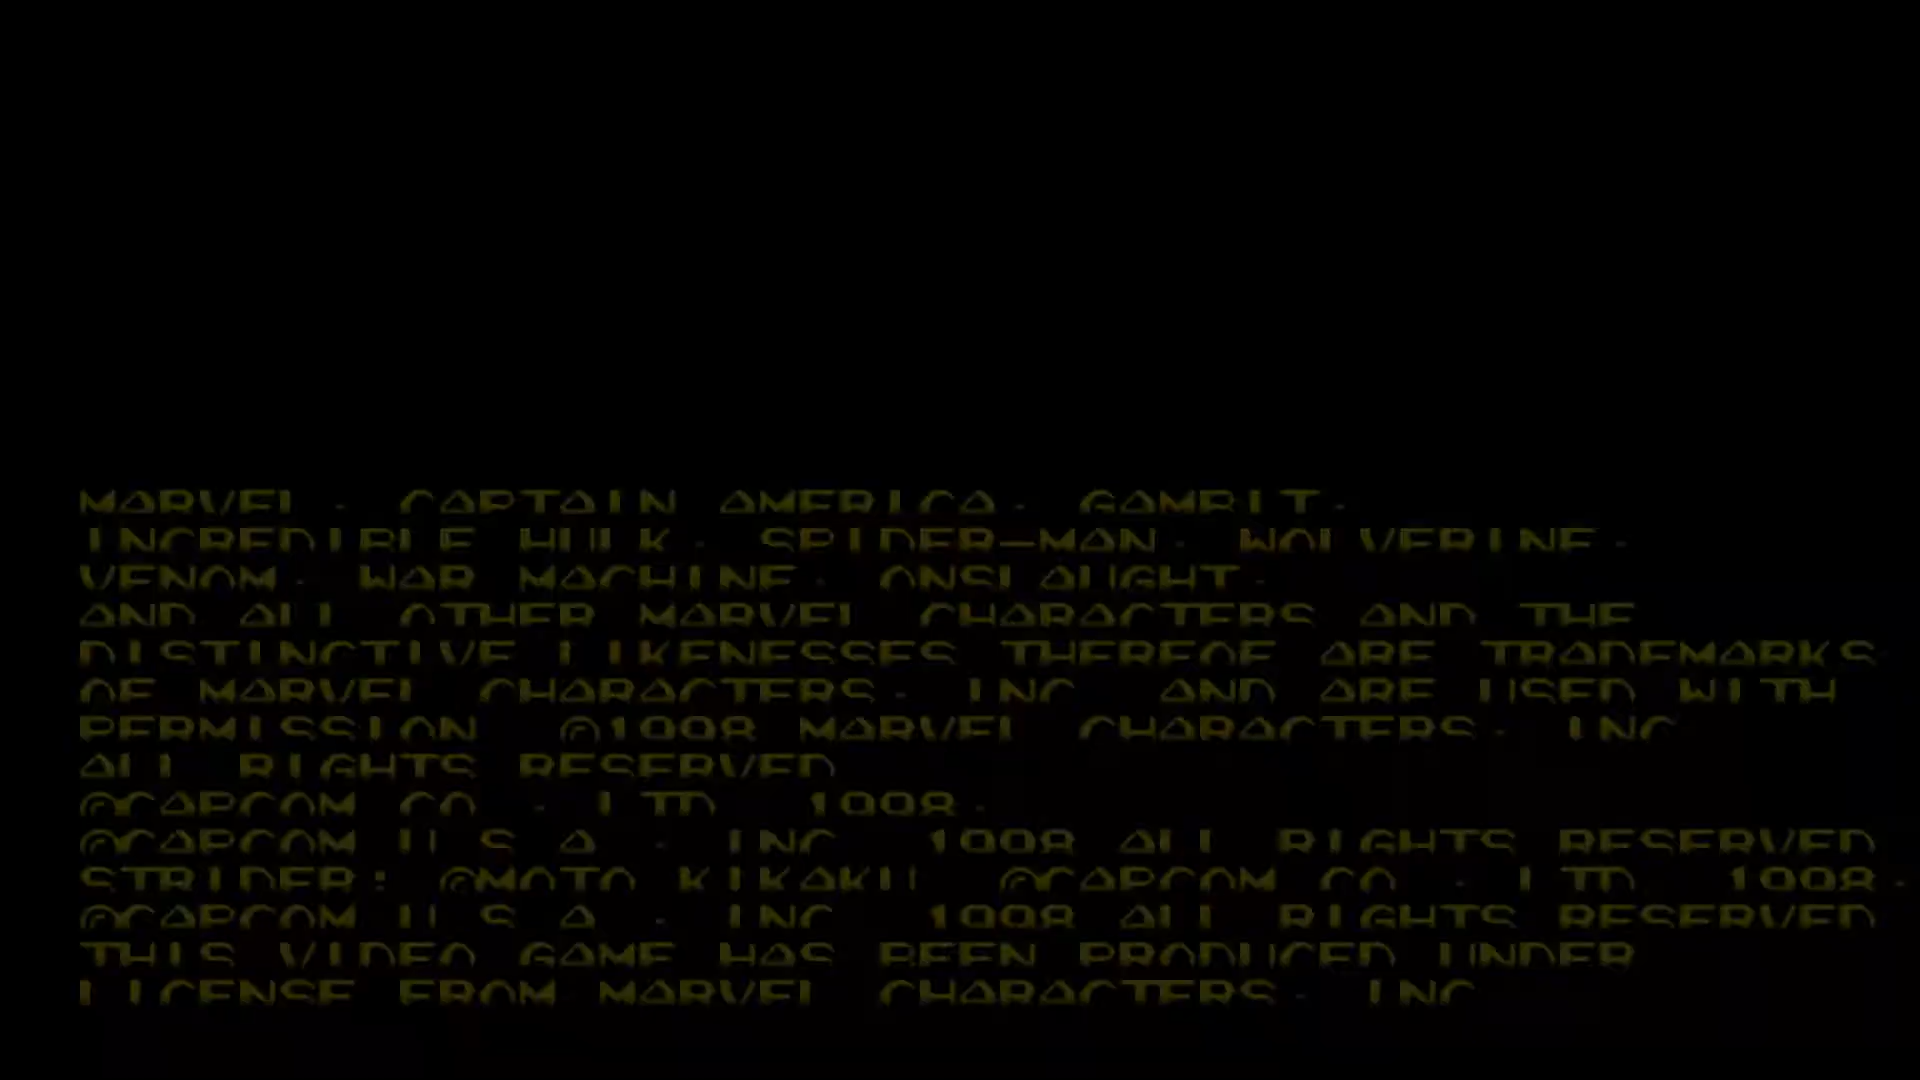 MARVEL, CAPTAIN AMERICA, GAMBIT,
INCREDIBLE HULK, SPIDER-MAN, WOLVERINE,
VENOM, WAR MACHINE, ONSLAUGHT,
AND ALL OTHER MARVEL CHARACTERS AND THE
DISTINCTIVE LIKENESSES THEREOF ARE TRADEMARKS
OF MARVEL CHARACTERS, INC. AND ARE USED WITH
PERMISSION. ©1998 MARVEL CHARACTERS, INC.
ALL RIGHTS RESERVED.
©CAPCOM CO., LTD. 1998,
©CAPCOM U.S.A., INC. 1998 ALL RIGHTS RESERVED.
STRIDER: ©MOTO KIKAKU. ©CAPCOM CO., LTD. 1998,
©CAPCOM U.S.A., INC. 1998 ALL RIGHTS RESERVED.
THIS VIDEO GAME HAS BEEN PRODUCED UNDER
LICENSE FROM MARVEL CHARACTERS, INC.